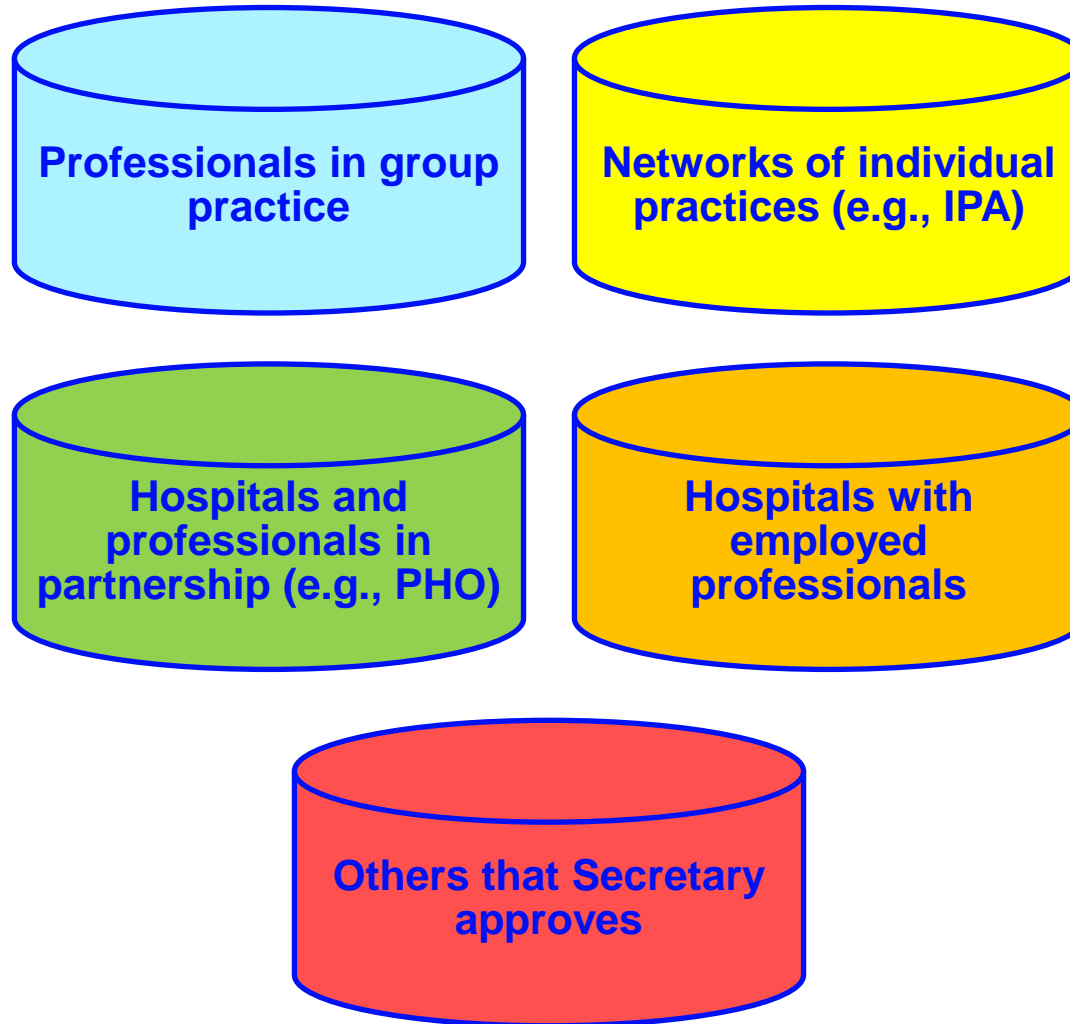 Professionals in group
practice
Networks of individual
practices (e.g., IPA)
Hospitals and
professionals in
partnership (e.g., PHO)
Hospitals with
employed
professionals
Others that Secretary
approves